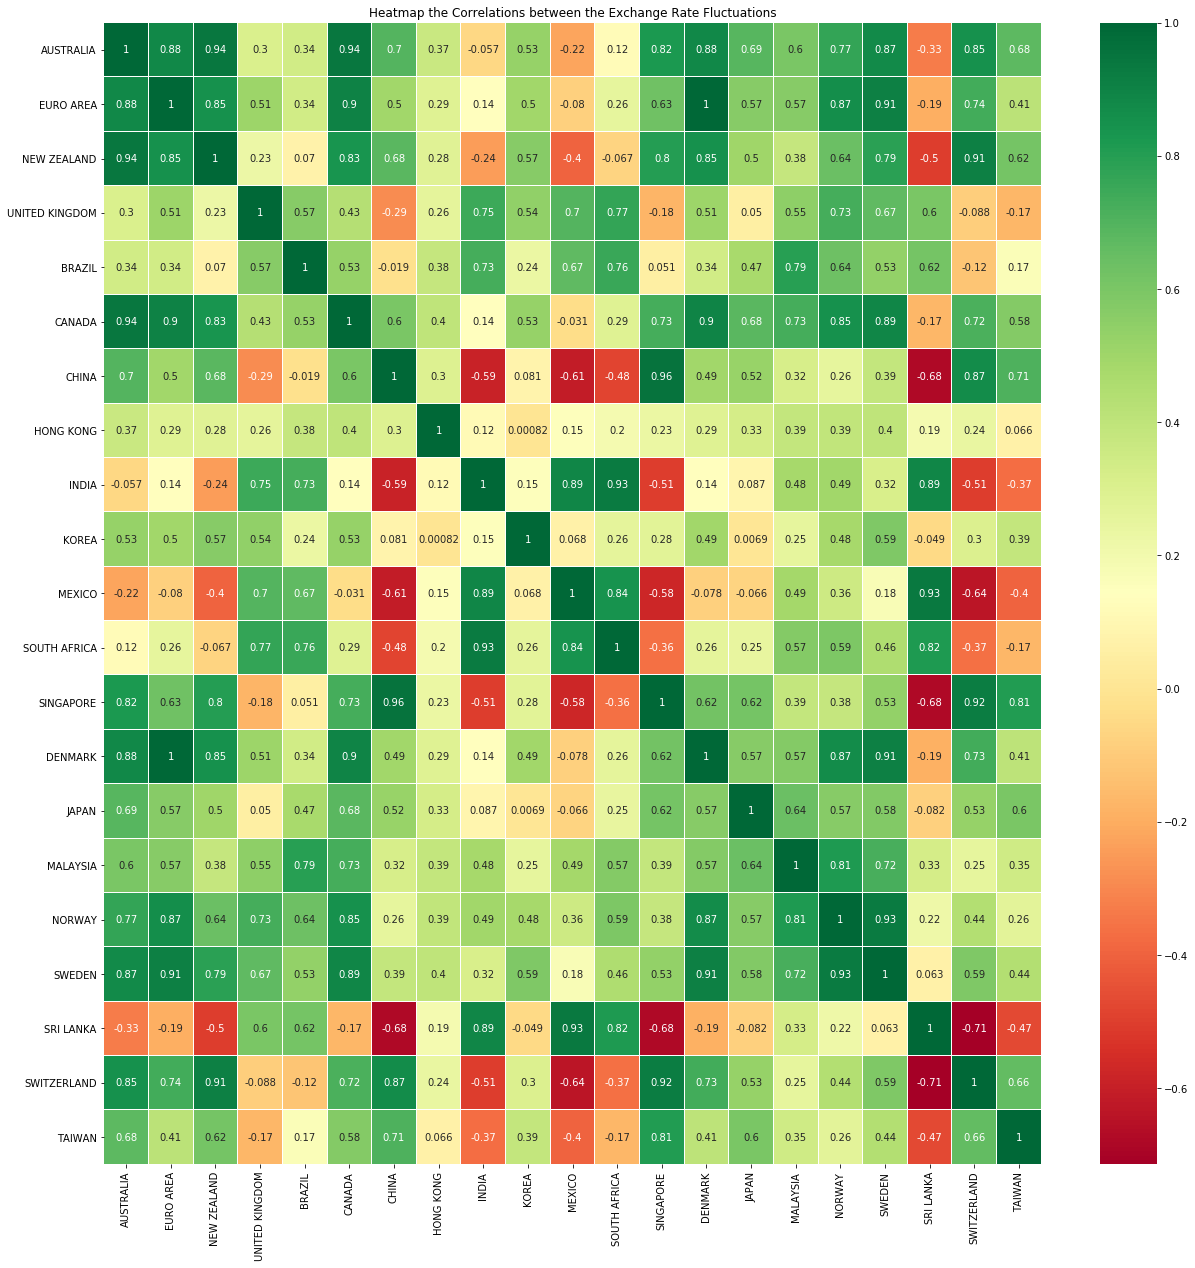 Heatmap the Correlations between the Exchange Rate Fluctuations
AUSTRALIA 1 0.88 0.94 0.3 0.34 0.94 0.7 0.37 -0.057 0.53 -0.22 0.12 0.82 0.88 0.69 0.6 0.77 0.87 -0.33 0.85 0.68
EURO AREA 0.88 1 0.85 0.51 0.34 0.9 0.5 0.29 0.14 0.5 -0.08 0.26 0.63 1 0.57 0.57 0.87 0.91 -0.19 0.74 0.41
NEW ZEALAND 0.94 0.85 1 0.23 0.07 0.83 0.68 0.28 -0.24 0.57 -0.4 -0.067 0.8 0.85 0.5 0.38 0.64 0.79 -0.5 0.91 0.62
UNITED KINGDOM 0.3 0.51 0.23 1 0.57 0.43 -0.29 0.26 0.75 0.54 0.7 0.77 -0.18 0.51 0.05 0.55 0.73 0.67 0.6 -0.088 -0.17
BRAZIL 0.34 0.34 0.07 0.57 1 0.53 -0.019 0.38 0.73 0.24 0.67 0.76 0.051 0.34 0.47 0.79 0.64 0.53 0.62 -0.12 0.17
CANADA 0.94 0.9 0.83 0.43 0.53 1 0.6 0.4 0.14 0.53 -0.031 0.29 0.73 0.9 0.68 0.73 0.85 0.89 -0.17 0.72 0.58
CHINA 0.7 0.5 0.68 -0.29 -0.019 0.6 1 0.3 -0.59 0.081 -0.61 -0.48 0.96 0.49 0.52 0.32 0.26 0.39 -0.68 0.87 0.71
HONG KONG 0.37 0.29 0.28 0.26 0.38 0.4 0.3 1 0.12 0.00082 0.15 0.2 0.23 0.29 0.33 0.39 0.39 0.4 0.19 0.24 0.066
INDIA -0.057 0.14 -0.24 0.75 0.73 0.14 -0.59 0.12 1 0.15 0.89 0.93 -0.51 0.14 0.087 0.48 0.49 0.32 0.89 -0.51 -0.37
KOREA 0.53 0.5 0.57 0.54 0.24 0.53 0.081 0.00082 0.15 1 0.068 0.26 0.28 0.49 0.0069 0.25 0.48 0.59 -0.049 0.3 0.39
MEXICO -0.22 -0.08 -0.4 0.7 0.67 -0.031 -0.61 0.15 0.89 0.068 1 0.84 -0.58 -0.078 -0.066 0.49 0.36 0.18 0.93 -0.64 -0.4
SOUTH AFRICA 0.12 0.26 -0.067 0.77 0.76 0.29 -0.48 0.2 0.93 0.26 0.84 1 -0.36 0.26 0.25 0.57 0.59 0.46 0.82 -0.37 -0.17
SINGAPORE 0.82 0.63 0.8 -0.18 0.051 0.73 0.96 0.23 -0.51 0.28 -0.58 -0.36 1 0.62 0.62 0.39 0.38 0.53 -0.68 0.92 0.81
DENMARK 0.88 1 0.85 0.51 0.34 0.9 0.49 0.29 0.14 0.49 -0.078 0.26 0.62 1 0.57 0.57 0.87 0.91 -0.19 0.73 0.41
JAPAN 0.69 0.57 0.5 0.05 0.47 0.68 0.52 0.33 0.087 0.0069 -0.066 0.25 0.62 0.57 1 0.64 0.57 0.58 -0.082 0.53 0.6
MALAYSIA 0.6 0.57 0.38 0.55 0.79 0.73 0.32 0.39 0.48 0.25 0.49 0.57 0.39 0.57 0.64 1 0.81 0.72 0.33 0.25 0.35
NORWAY 0.77 0.87 0.64 0.73 0.64 0.85 0.26 0.39 0.49 0.48 0.36 0.59 0.38 0.87 0.57 0.81 1 0.93 0.22 0.44 0.26
SWEDEN 0.87 0.91 0.79 0.67 0.53 0.89 0.39 0.4 0.32 0.59 0.18 0.46 0.53 0.91 0.58 0.72 0.93 1 0.063 0.59 0.44
SRI LANKA -0.33 -0.19 -0.5 0.6 0.62 -0.17 -0.68 0.19 0.89 -0.049 0.93 0.82 -0.68 -0.19 -0.082 0.33 0.22 0.063 1 -0.71 -0.47
SWITZERLAND 0.85 0.74 0.91 -0.088 -0.12 0.72 0.87 0.24 -0.51 0.3 -0.64 -0.37 0.92 0.73 0.53 0.25 0.44 0.59 -0.71 1 0.66
TAIWAN 0.68 0.41 0.62 -0.17 0.17 0.58 0.71 0.066 -0.37 0.39 -0.4 -0.17 0.81 0.41 0.6 0.35 0.26 0.44 -0.47 0.66 1
AUSTRALIA
EURO AREA
NEW ZEALAND
UNITED KINGDOM
BRAZIL
CANADA
CHINA
HONG KONG
INDIA
KOREA
MEXICO
SOUTH AFRICA
SINGAPORE
DENMARK
JAPAN
MALAYSIA
NORWAY
SWEDEN
SRI LANKA
SWITZERLAND
TAIWAN
1.0
0.8
0.6
0.4
0.2
0.0
−0.2
−0.4
−0.6